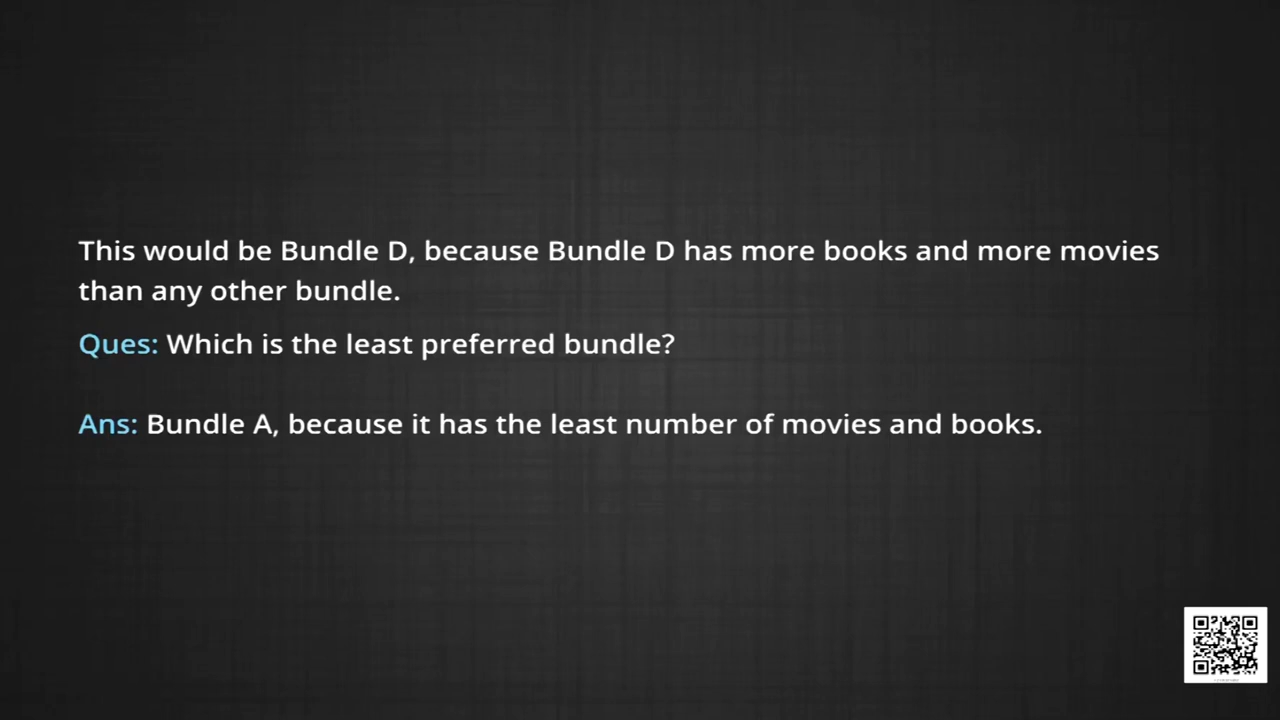 This would be Bundle D, because Bundle D has more books and more movies
than any other bundle.
Ques: Which is the least preferred bundle?
Ans: Bundle A, because it has the least number of movies and books.